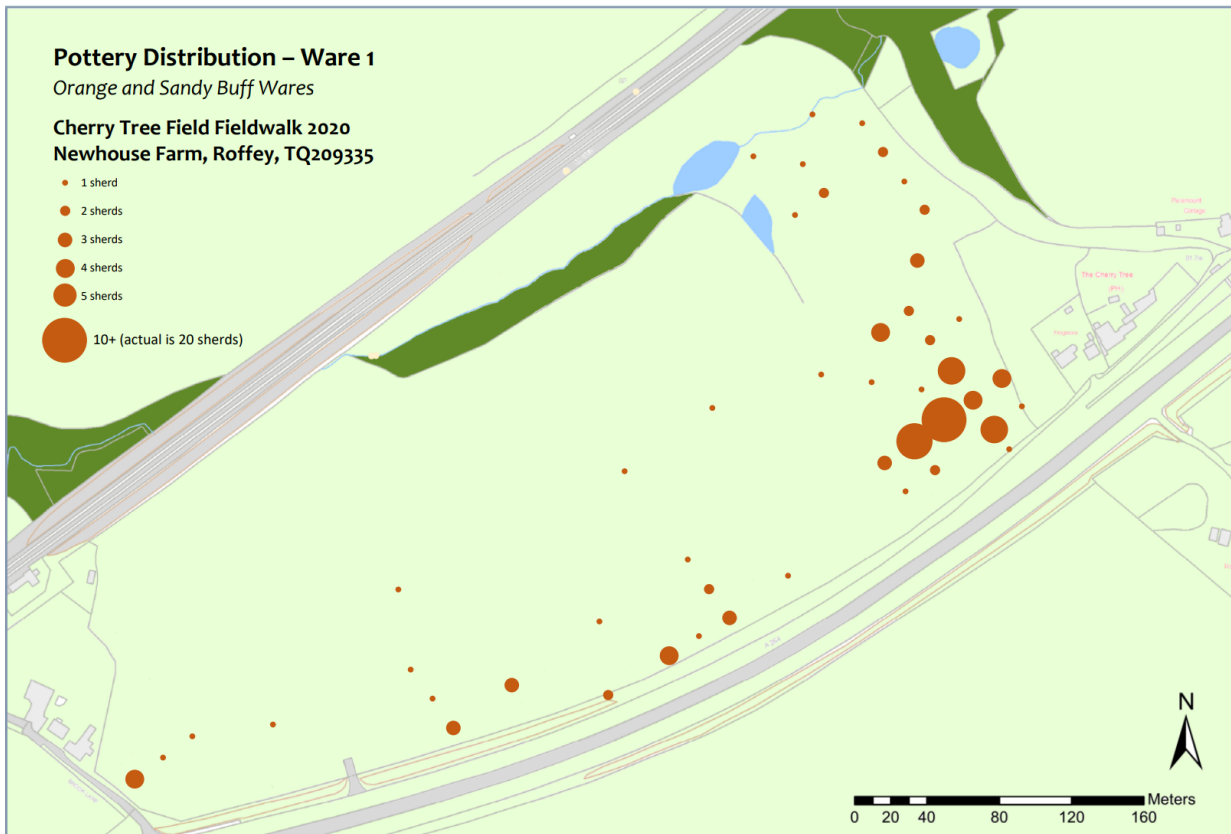 Pottery Distribution – Ware 1
Orange and Sandy Buff Wares
Cherry Tree Field Fieldwalk 2020
Newhouse Farm, Roffey, TQ209335
1 sherd
2 sherds
3 sherds
4 sherds
5 sherds
10+ (actual is 20 sherds)
Cottage
The Cherry Tree
(PH)
A 264
N
Meters
0 20 40 80 120 160